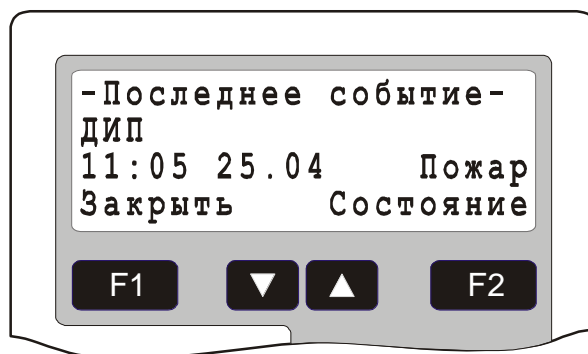 -Последнее событие-
ДИП
11:05 25.04 Пожар
Закрыть Состояние
F1 ▼ ▲ F2